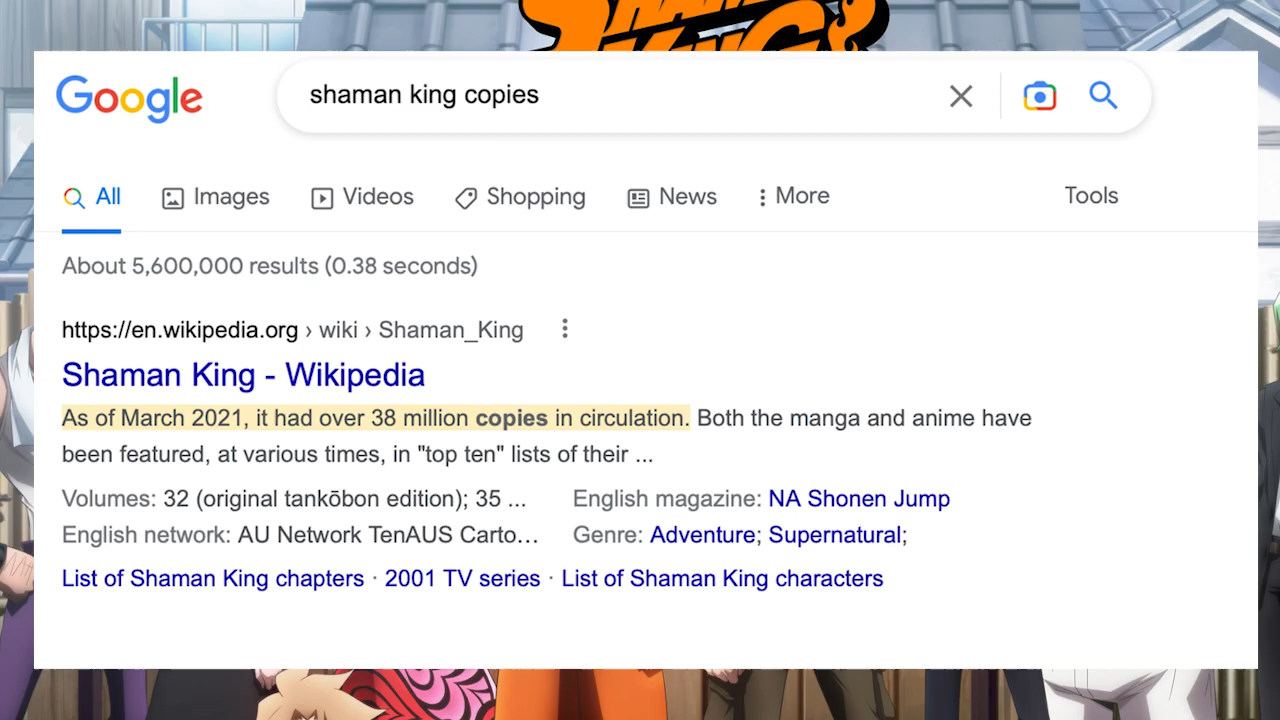 SHAMAN
KING
Google
shaman king copies
All Images Videos Shopping News More Tools
About 5,600,000 results (0.38 seconds)
https://en.wikipedia.org › wiki › Shaman_King
Shaman King - Wikipedia
As of March 2021, it had over 38 million copies in circulation. Both the manga and anime have
been featured, at various times, in "top ten" lists of their ...
Volumes: 32 (original tankōbon edition); 35 ... English magazine: NA Shonen Jump
English network: AU Network TenAUS Carto... Genre: Adventure; Supernatural;
List of Shaman King chapters · 2001 TV series · List of Shaman King characters